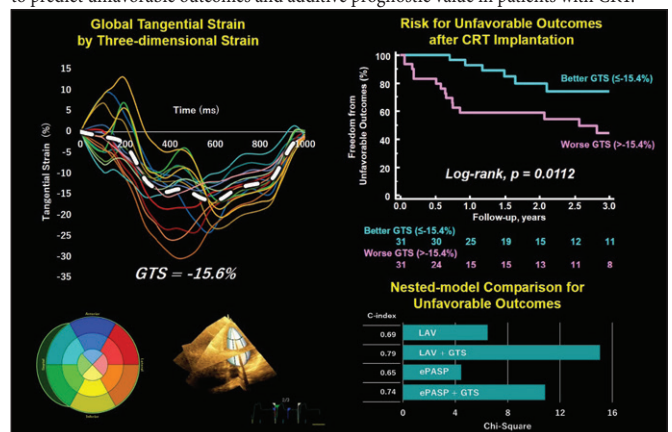 to predict unfavorable outcomes and additive prognostic value in patients with CRT.
Global Tangential Strain
by Three-dimensional Strain
15
10
5
0
-5
-10
-15
-20
-25
-30
-35
Tangential Strain (%)
Time (ms)
0 200 400 600 800 1000
GTS = -15.6%
Risk for Unfavorable Outcomes
after CRT Implantation
Freedom from
Unfavorable Outcomes (%)
100
80
60
40
20
0
Better GTS (≤-15.4%)
Worse GTS (>-15.4%)
Log-rank, p = 0.0112
0.0 0.5 1.0 1.5 2.0 2.5 3.0
Follow-up, years
Better GTS (≤-15.4%)
31 30 25 19 15 12 11
Worse GTS (>-15.4%)
31 24 15 15 13 11 8
Nested-model Comparison for
Unfavorable Outcomes
C-index
0.69 LAV
0.79 LAV + GTS
0.65 ePASP
0.74 ePASP + GTS
0 4 8 12 16
Chi-Square